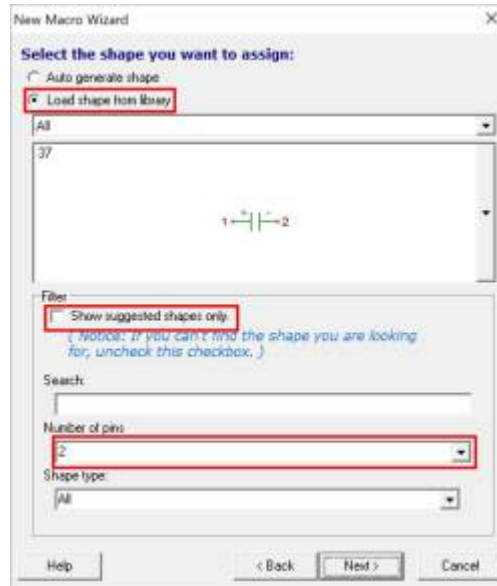 New Macro Wizard
Select the shape you want to assign:
Auto generate shape
Load shape from library
All
37
1 + - 2
Filter
Show suggested shapes only
( Notice: If you can't find the shape you are looking
for, uncheck this checkbox. )
Search:
Number of pins
2
Shape type:
All
Help
< Back
Next >
Cancel